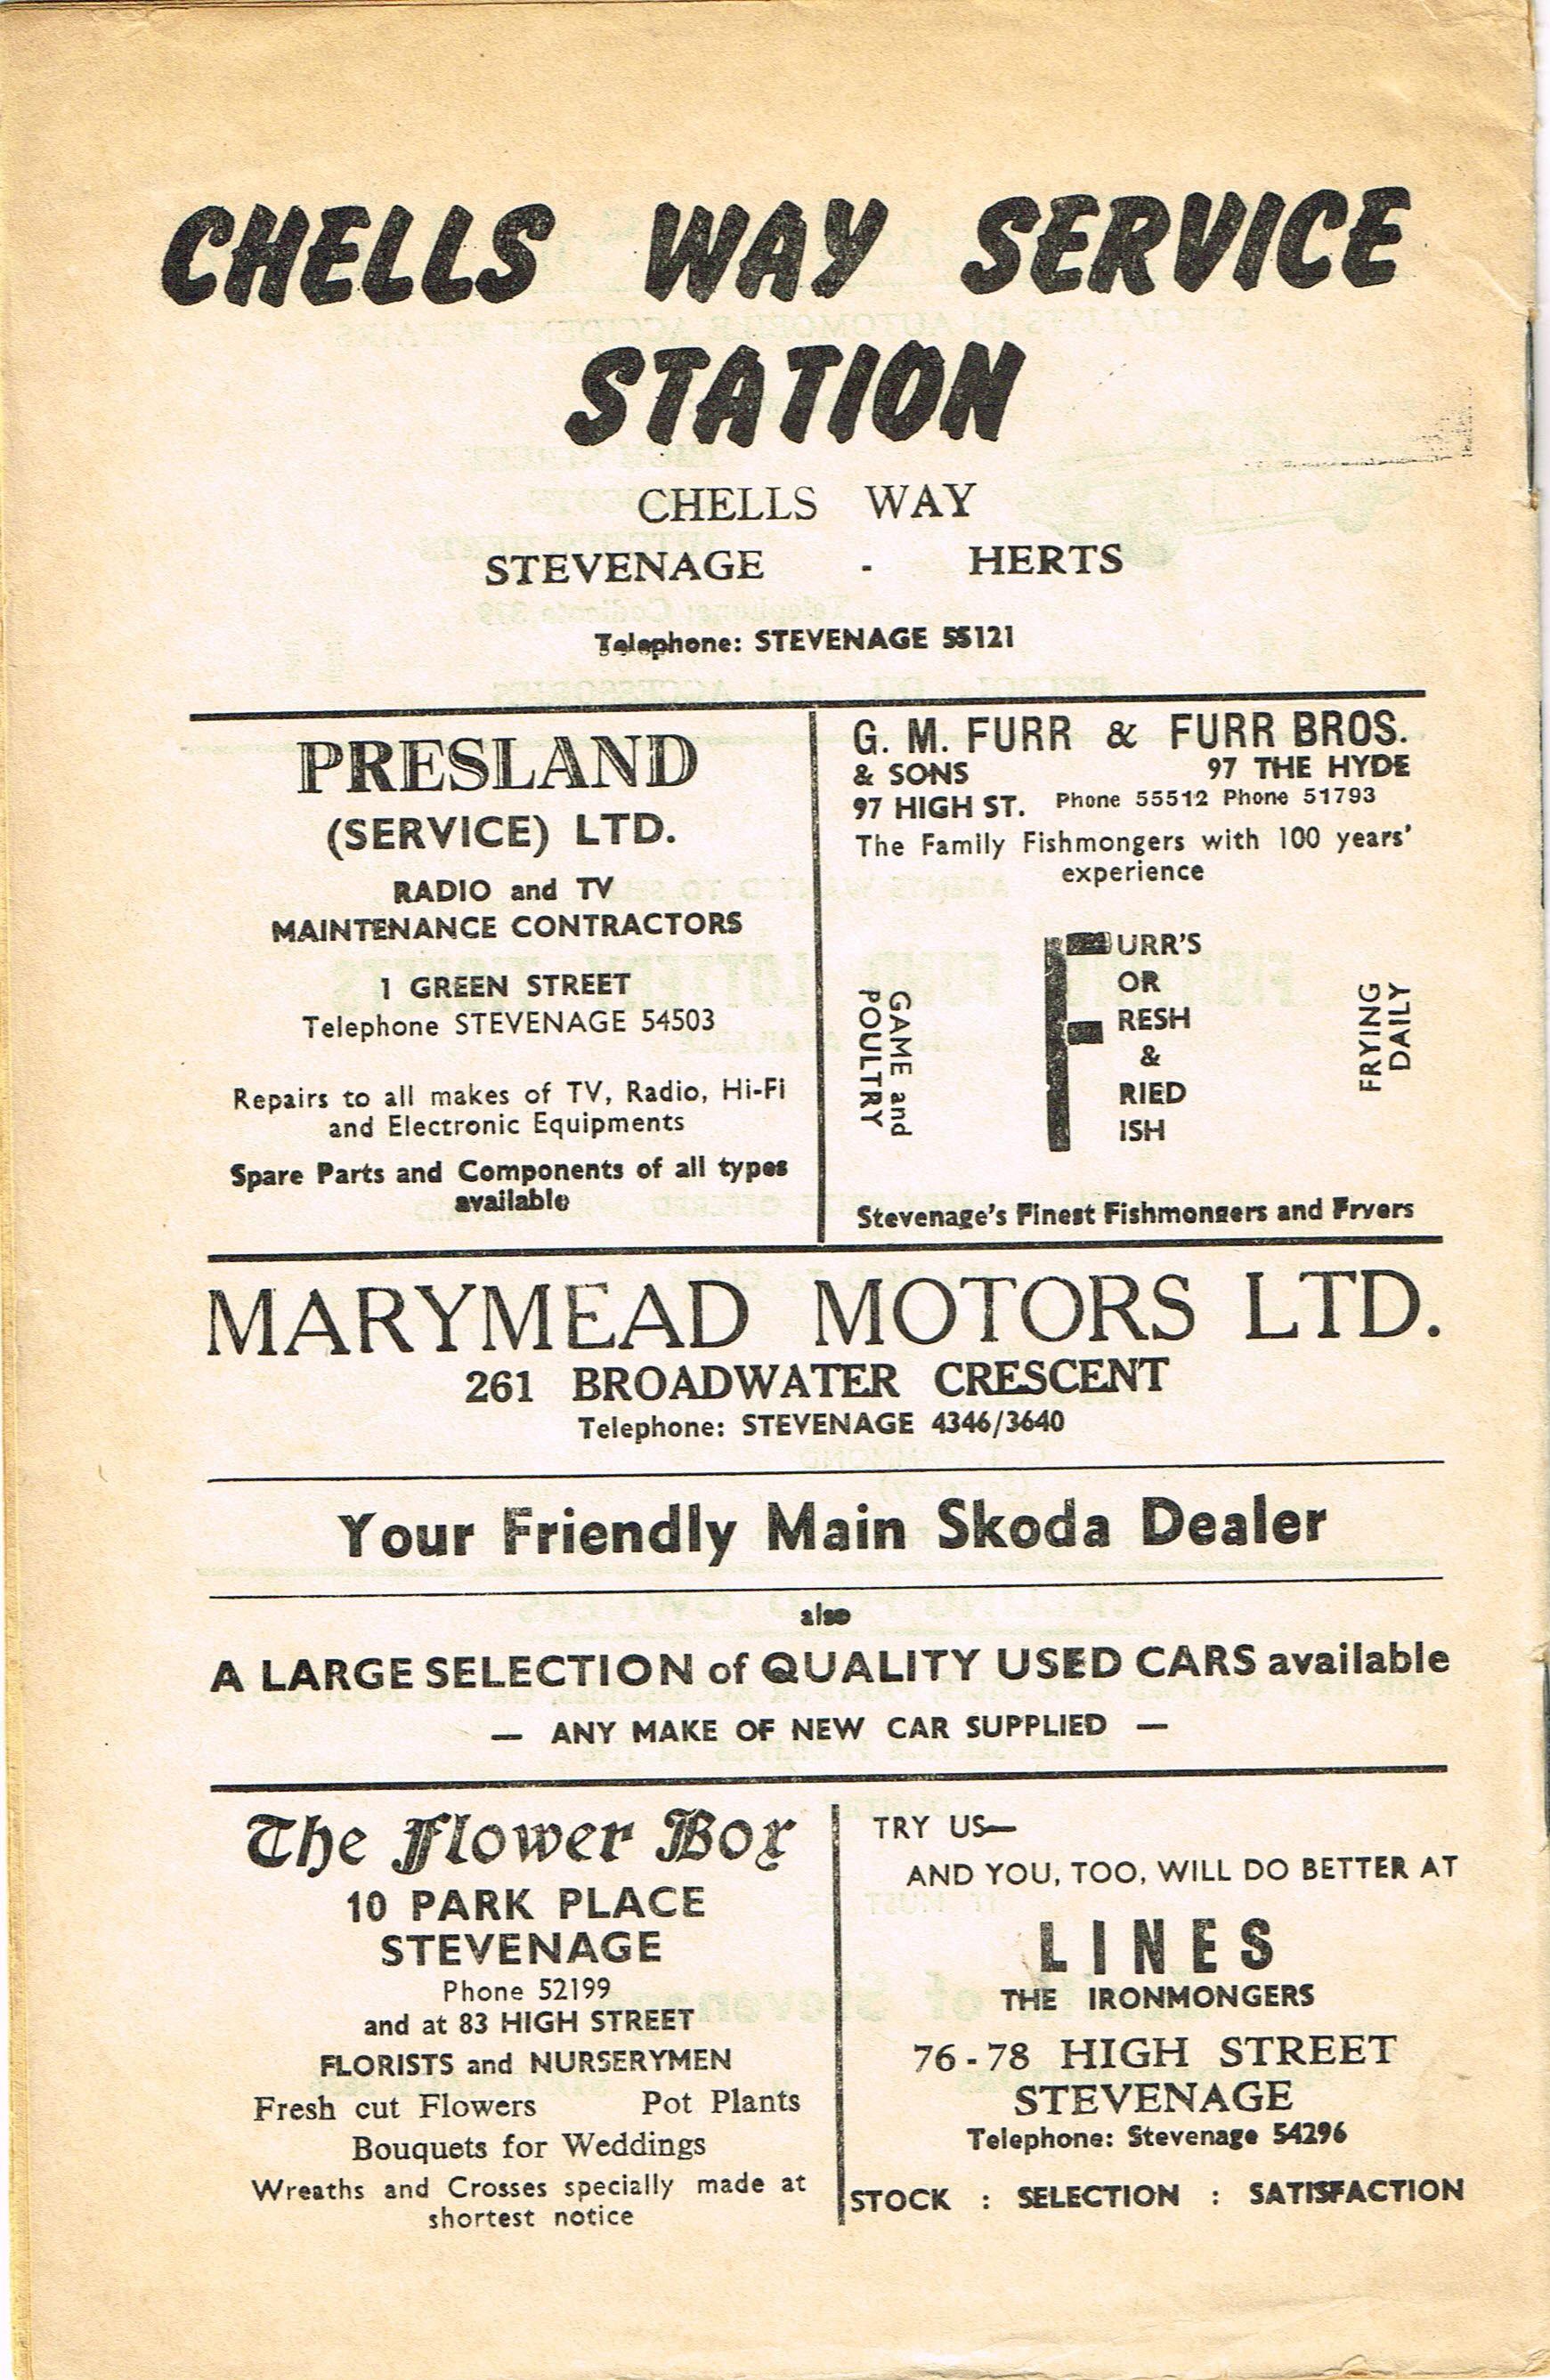 CHELLS WAY SERVICE
STATION
CHELLS WAY
STEVENAGE - HERTS
Telephone: STEVENAGE 55121
PRESLAND
(SERVICE) LTD.
RADIO and TV
MAINTENANCE CONTRACTORS
1 GREEN STREET
Telephone STEVENAGE 54503
Repairs to all makes of TV, Radio, Hi-Fi
and Electronic Equipments
Spare Parts and Components of all types
available
G. M. FURR & FURR BROS.
& SONS 97 THE HYDE
97 HIGH ST. Phone 55512 Phone 51793
The Family Fishmongers with 100 years'
experience
GAME and
POULTRY
FURR'S
OR
RESH
&
RIED
ISH
FRYING
DAILY
Stevenage's Finest Fishmongers and Fryers
MARYMEAD MOTORS LTD.
261 BROADWATER CRESCENT
Telephone: STEVENAGE 4346/3640
Your Friendly Main Skoda Dealer
also
A LARGE SELECTION of QUALITY USED CARS available
— ANY MAKE OF NEW CAR SUPPLIED —
The Flower Box
10 PARK PLACE
STEVENAGE
Phone 52199
and at 83 HIGH STREET
FLORISTS and NURSERYMEN
Fresh cut Flowers Pot Plants
Bouquets for Weddings
Wreaths and Crosses specially made at
shortest notice
TRY US—
AND YOU, TOO, WILL DO BETTER AT
LINES
THE IRONMONGERS
76-78 HIGH STREET
STEVENAGE
Telephone: Stevenage 54296
STOCK : SELECTION : SATISFACTION